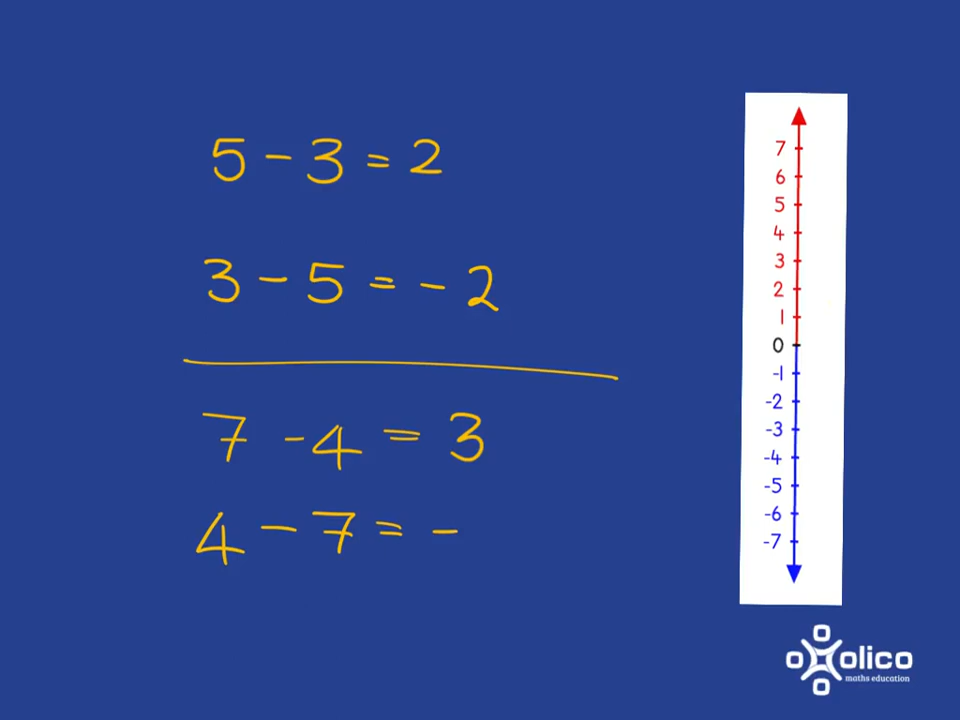 5 - 3 = 2
3 - 5 = - 2
7 - 4 = 3
4 - 7 = -
7
6
5
4
3
2
1
0
-1
-2
-3
-4
-5
-6
-7
olico
maths education